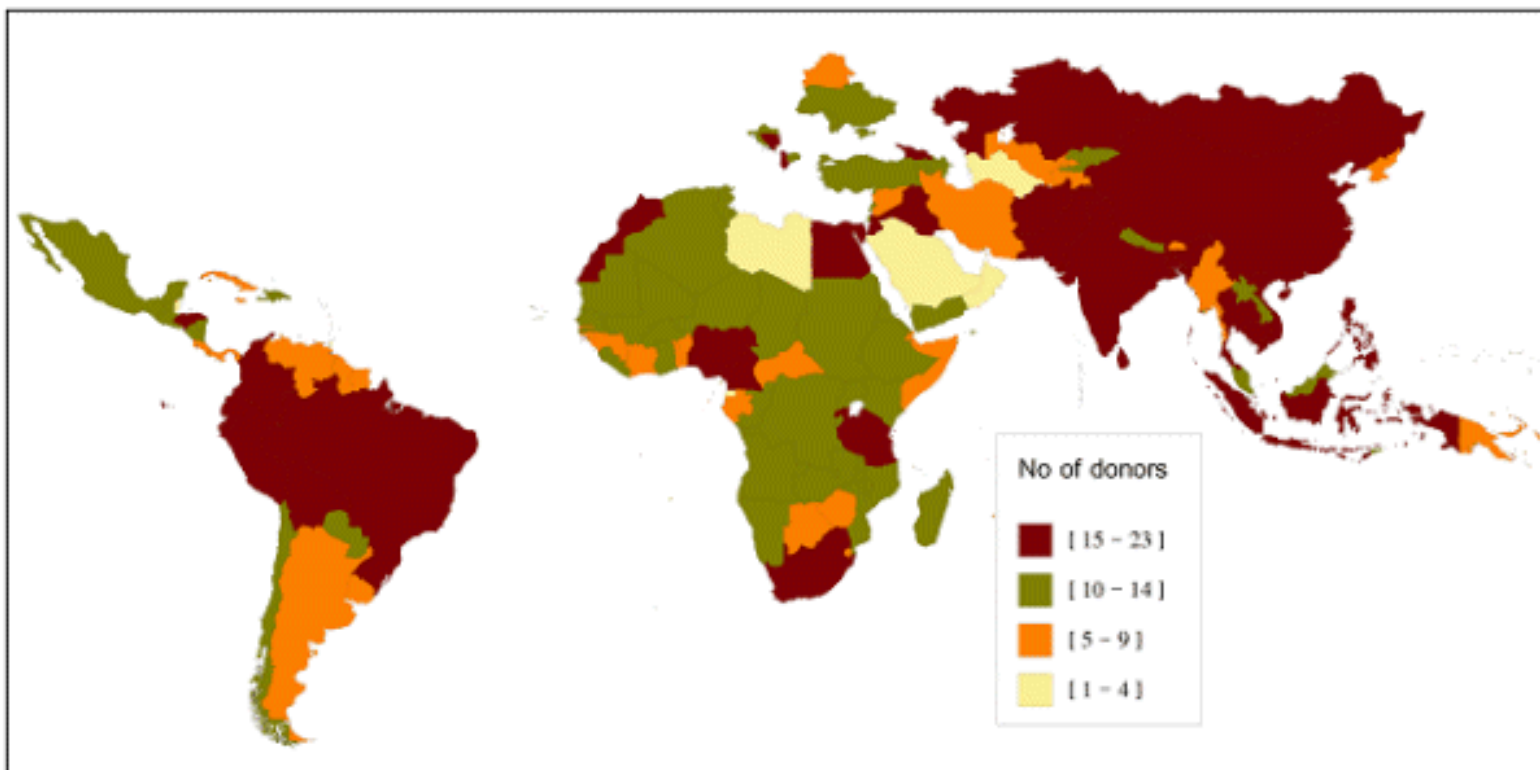 No of donors
[ 15 – 23 ]
[ 10 – 14 ]
[ 5 – 9 ]
[ 1 – 4 ]